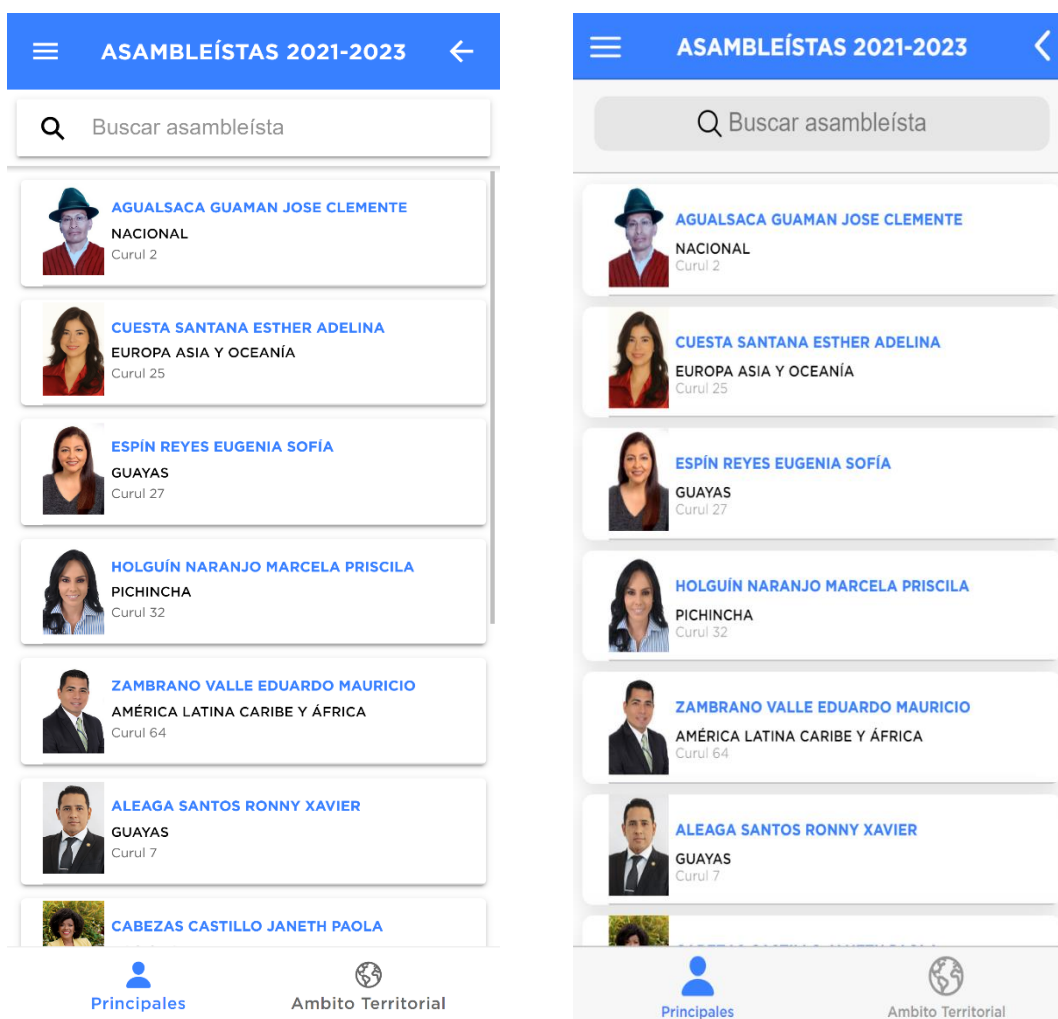 ASAMBLEÍSTAS 2021-2023
Buscar asambleísta
AGUALSACA GUAMAN JOSE CLEMENTE
NACIONAL
Curul 2
CUESTA SANTANA ESTHER ADELINA
EUROPA ASIA Y OCEANÍA
Curul 25
ESPÍN REYES EUGENIA SOFÍA
GUAYAS
Curul 27
HOLGUÍN NARANJO MARCELA PRISCILA
PICHINCHA
Curul 32
ZAMBRANO VALLE EDUARDO MAURICIO
AMÉRICA LATINA CARIBE Y ÁFRICA
Curul 64
ALEAGA SANTOS RONNY XAVIER
GUAYAS
Curul 7
CABEZAS CASTILLO JANETH PAOLA
Principales
Ambito Territorial
ASAMBLEÍSTAS 2021-2023
Buscar asambleísta
AGUALSACA GUAMAN JOSE CLEMENTE
NACIONAL
Curul 2
CUESTA SANTANA ESTHER ADELINA
EUROPA ASIA Y OCEANÍA
Curul 25
ESPÍN REYES EUGENIA SOFÍA
GUAYAS
Curul 27
HOLGUÍN NARANJO MARCELA PRISCILA
PICHINCHA
Curul 32
ZAMBRANO VALLE EDUARDO MAURICIO
AMÉRICA LATINA CARIBE Y ÁFRICA
Curul 64
ALEAGA SANTOS RONNY XAVIER
GUAYAS
Curul 7
Principales
Ambito Territorial